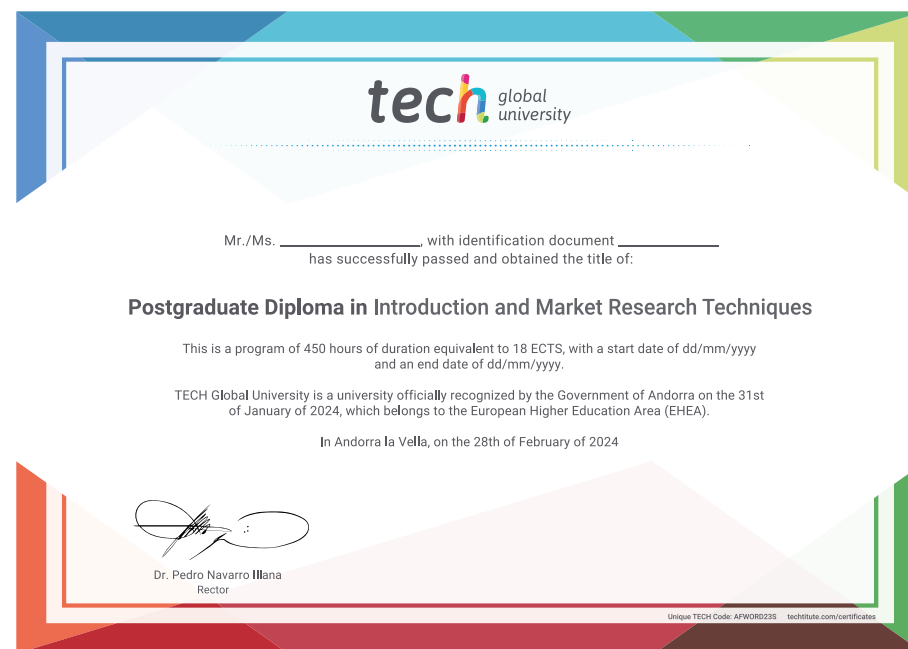 tech global university
Mr./Ms. ____________, with identification document ____________
has successfully passed and obtained the title of:
Postgraduate Diploma in Introduction and Market Research Techniques
This is a program of 450 hours of duration equivalent to 18 ECTS, with a start date of dd/mm/yyyy
and an end date of dd/mm/yyyy.
TECH Global University is a university officially recognized by the Government of Andorra on the 31st
of January of 2024, which belongs to the European Higher Education Area (EHEA).
In Andorra la Vella, on the 28th of February of 2024
Dr. Pedro Navarro Illana
Rector
Unique TECH Code: AFWORD23S techtitute.com/certificates